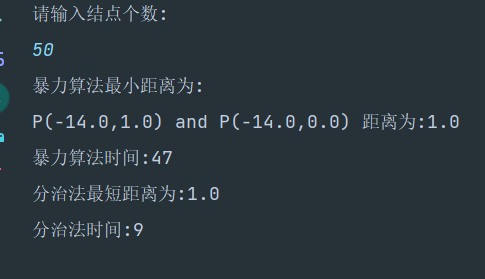 请输入结点个数:
50
暴力算法最小距离为:
P(-14.0,1.0) and P(-14.0,0.0) 距离为:1.0
暴力算法时间:47
分治法最短距离为:1.0
分治法时间:9